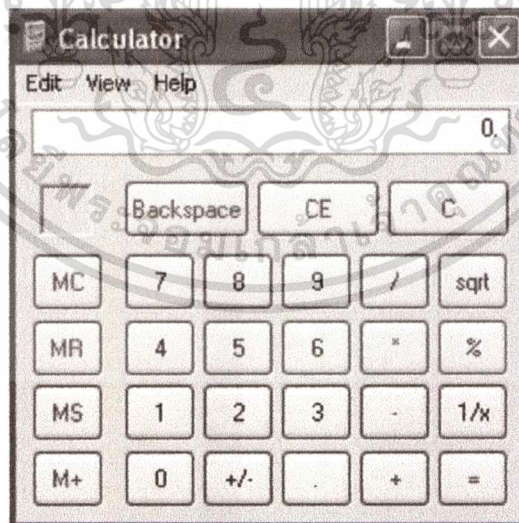 Calculator
Edit View Help
0.
Backspace CE C
MC 7 8 9 / sqrt
MR 4 5 6 * %
MS 1 2 3 - 1/x
M+ 0 +/- . + =